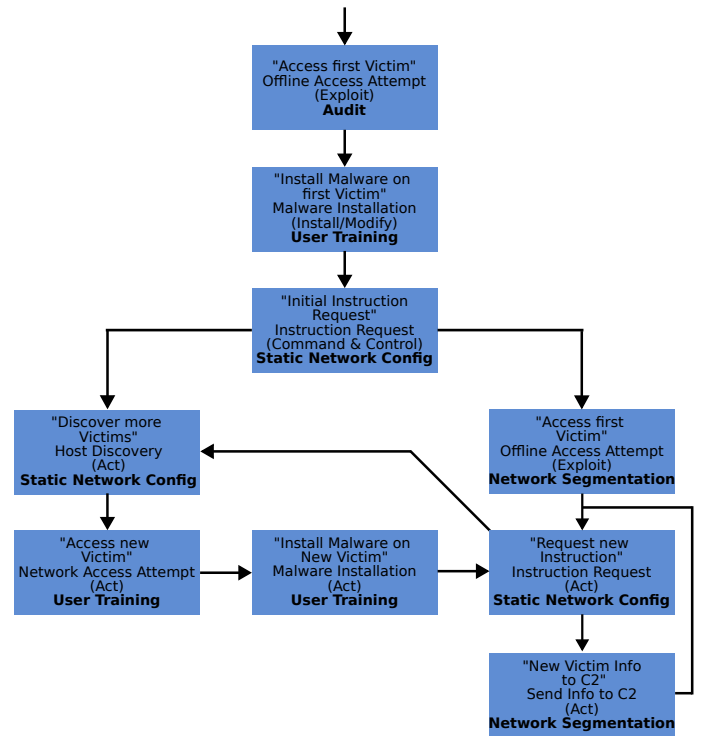 "Access first Victim"
Offline Access Attempt
(Exploit)
Audit
"Install Malware on
first Victim"
Malware Installation
(Install/Modify)
User Training
"Initial Instruction
Request"
Instruction Request
(Command & Control)
Static Network Config
"Discover more
Victims"
Host Discovery
(Act)
Static Network Config
"Access first
Victim"
Offline Access Attempt
(Exploit)
Network Segmentation
"Access new
Victim"
Network Access Attempt
(Act)
User Training
"Install Malware on
New Victim"
Malware Installation
(Act)
User Training
"Request new
Instruction"
Instruction Request
(Act)
Static Network Config
"New Victim Info
to C2"
Send Info to C2
(Act)
Network Segmentation